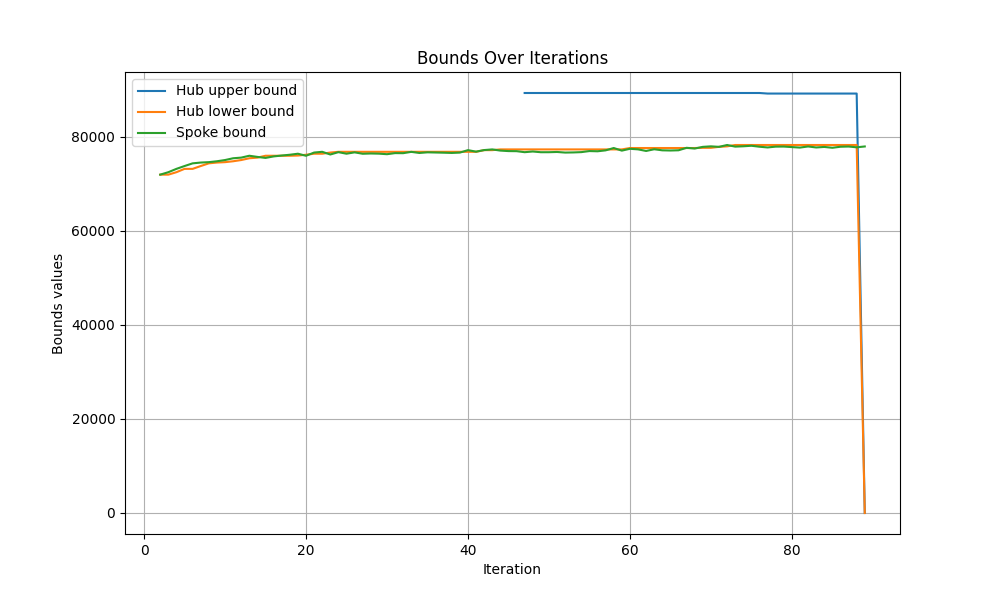 Bounds Over Iterations
Hub upper bound
Hub lower bound
Spoke bound
Bounds values
80000
60000
40000
20000
0
0 20 40 60 80
Iteration